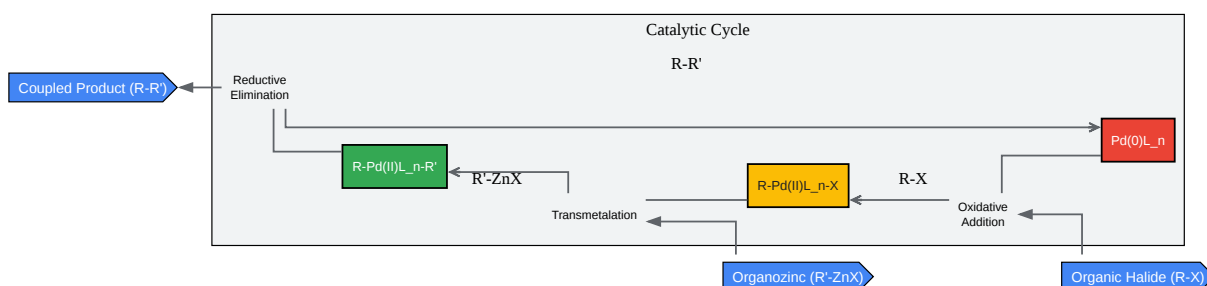 Catalytic Cycle
R-R'
Coupled Product (R-R')
Reductive
Elimination
Pd(0)L_n
R-Pd(II)L_n-R'
R'-ZnX
R-Pd(II)L_n-X
R-X
Oxidative
Addition
Transmetalation
Organozinc (R'-ZnX)
Organic Halide (R-X)